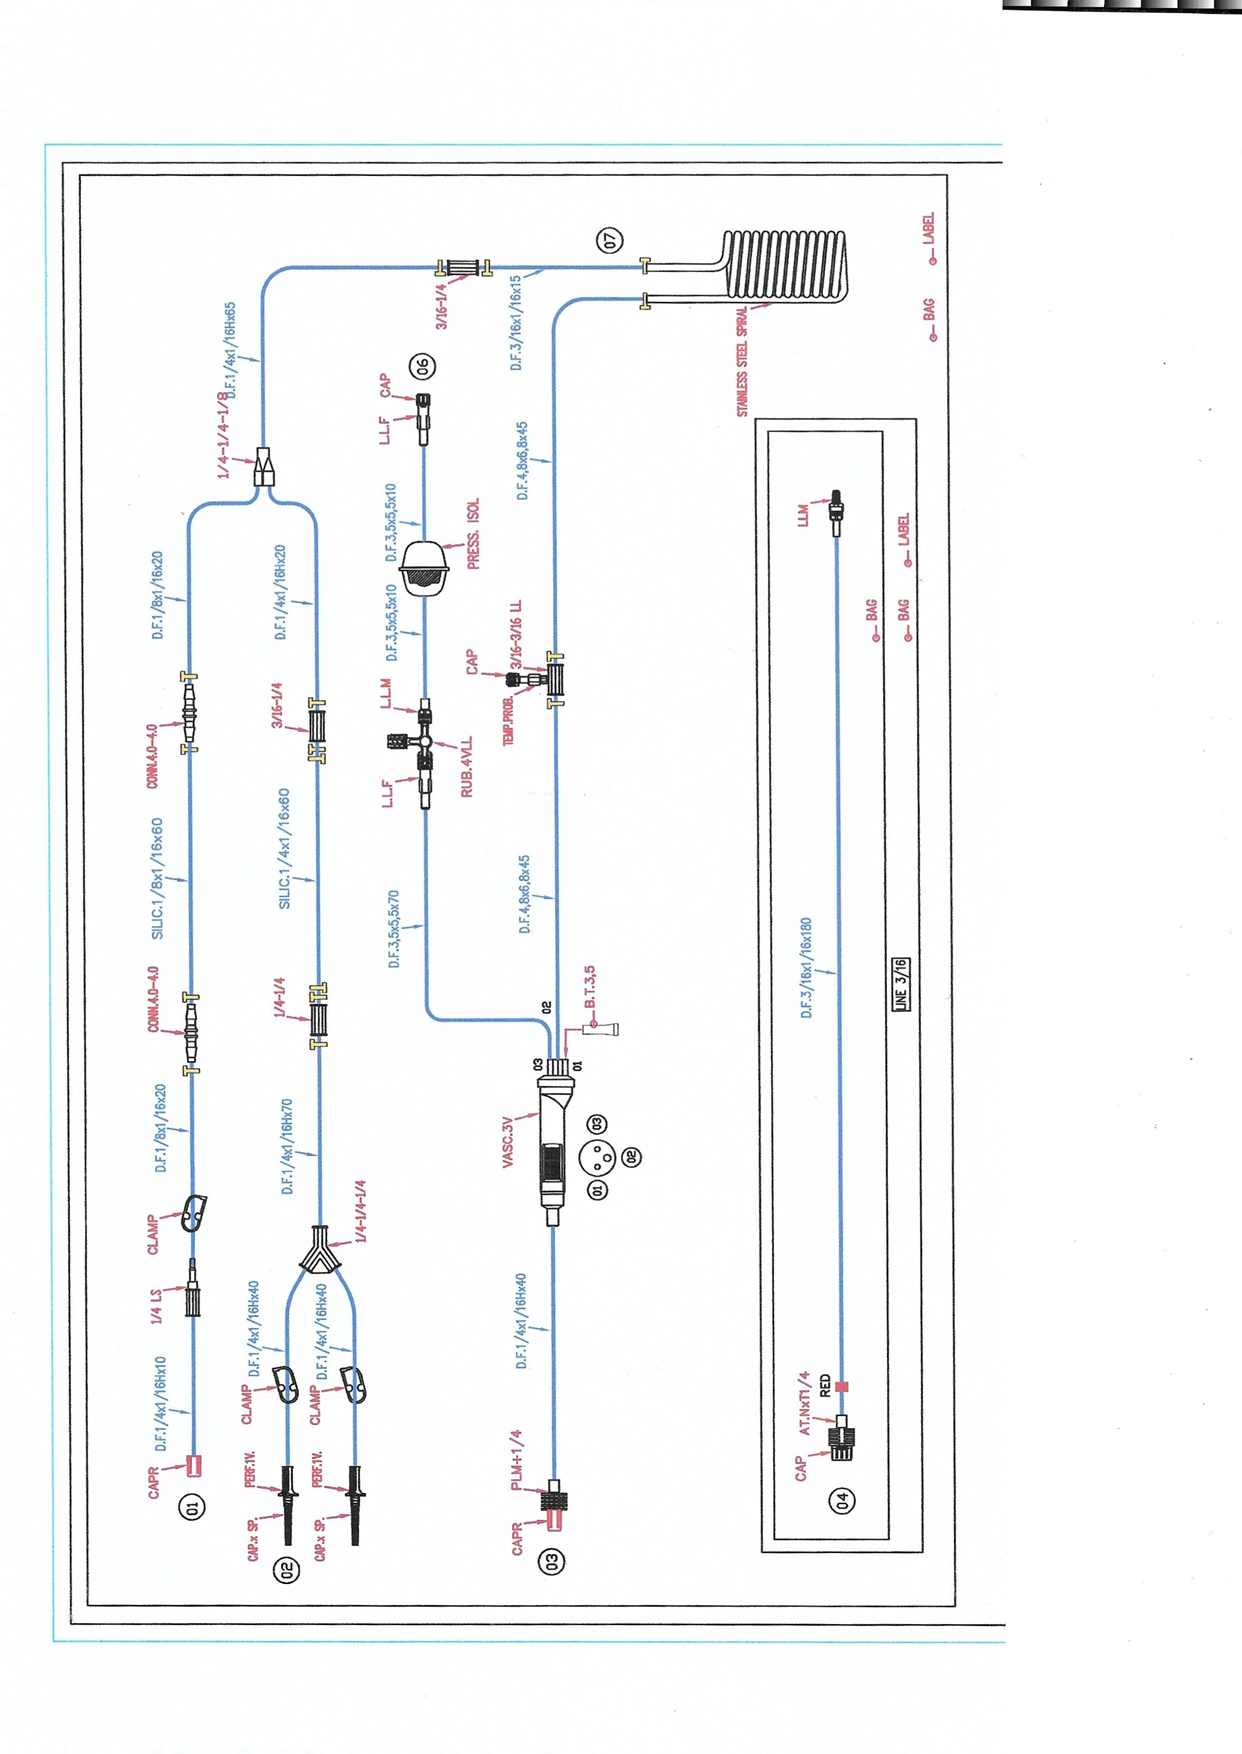 CAPR
01
D.F.1/4x1/16Hx10
1/4 LS
CLAMP
D.F.1/8x1/16x20
CONN.4.0-4.0
SILIC.1/8x1/16x60
CONN.4.0-4.0
D.F.1/8x1/16x20
1/4-1/4-1/8
D.F.1/4x1/16Hx65
02
CAP.x SP.
PERF.1V.
CLAMP
D.F.1/4x1/16Hx40
CAP.x SP.
PERF.1V.
CLAMP
D.F.1/4x1/16Hx40
1/4-1/4-1/4
D.F.1/4x1/16Hx70
1/4-1/4
SILIC.1/4x1/16x60
3/16-1/4
D.F.1/4x1/16Hx20
3/16-1/4
D.F.3,5x5,5x70
L.L.F
RUB.4VLL
L.L.M
D.F.3,5x5,5x10
PRESS. ISOL
D.F.3,5x5,5x10
L.L.F
CAP
06
03
CAPR
PLM+1/4
D.F.1/4x1/16Hx40
VASC.3V
03
02
01
01
03
02
B.T.3,5
D.F.4,8x6,8x45
TEMP.PROB.
CAP
3/16-3/16 LL
D.F.4,8x6,8x45
D.F.3/16x1/16x15
07
STAINLESS STEEL SPIRAL
04
CAP
AT.NxT1/4
RED
D.F.3/16x1/16x180
LLM
BAG
LINE 3/16
BAG
LABEL
BAG
LABEL